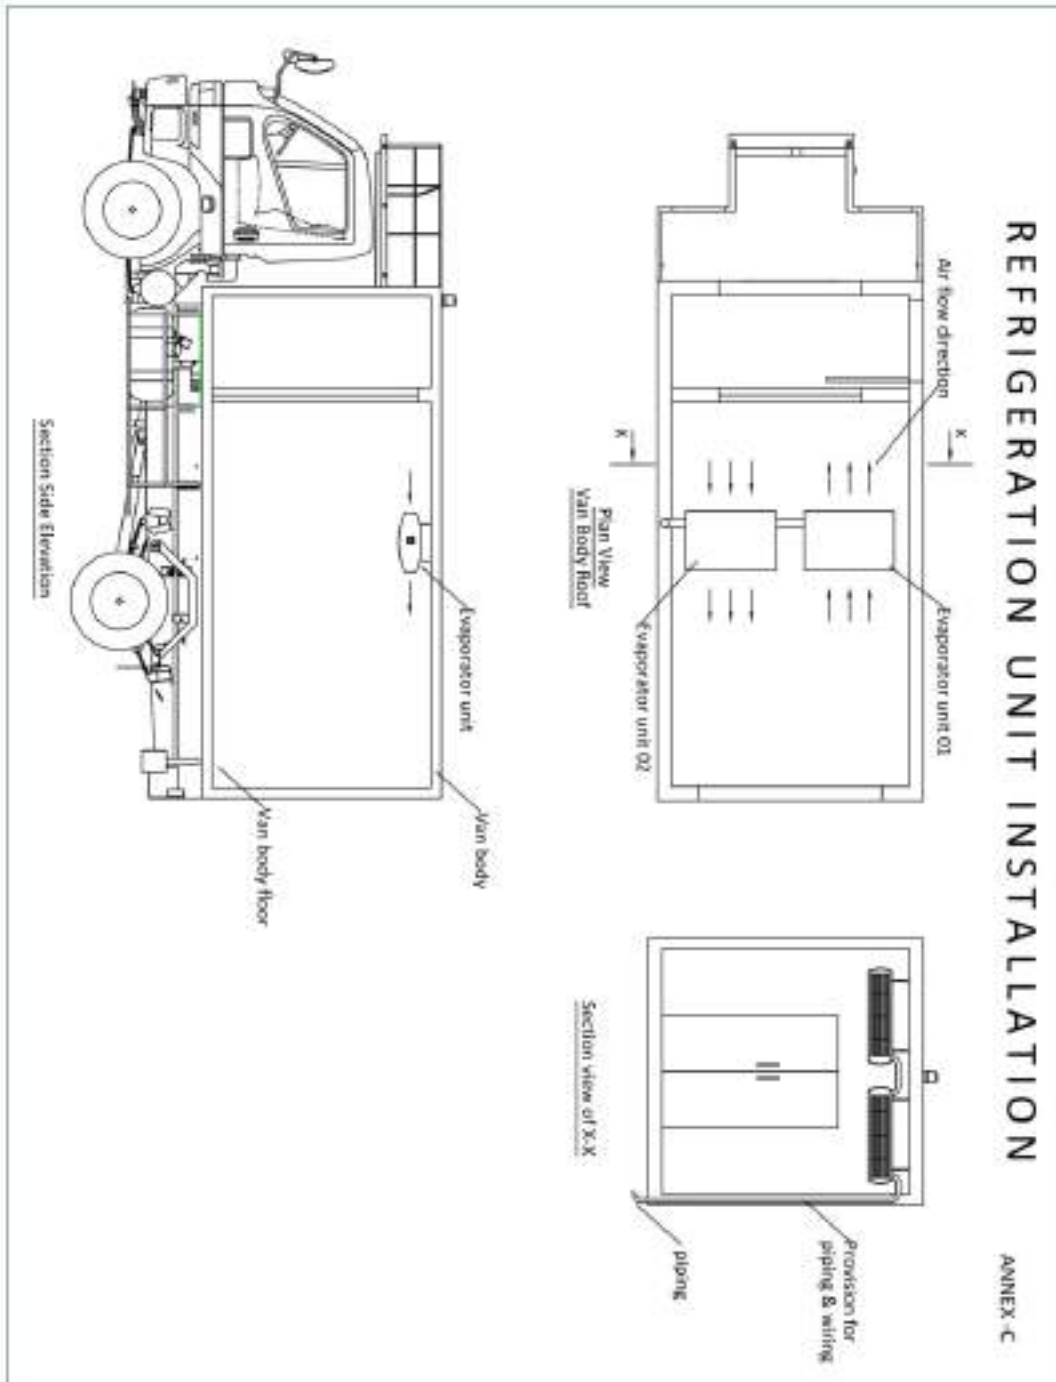 REFRIGERATION UNIT INSTALLATION
ANNEX-C
Air flow direction
X
X
Evaporator unit 01
Evaporator unit 02
Plan View
Van Body Roof
Provision for
piping & wiring
piping
Section view of X-X
Evaporator unit
Van body
Van body floor
Section Side Elevation